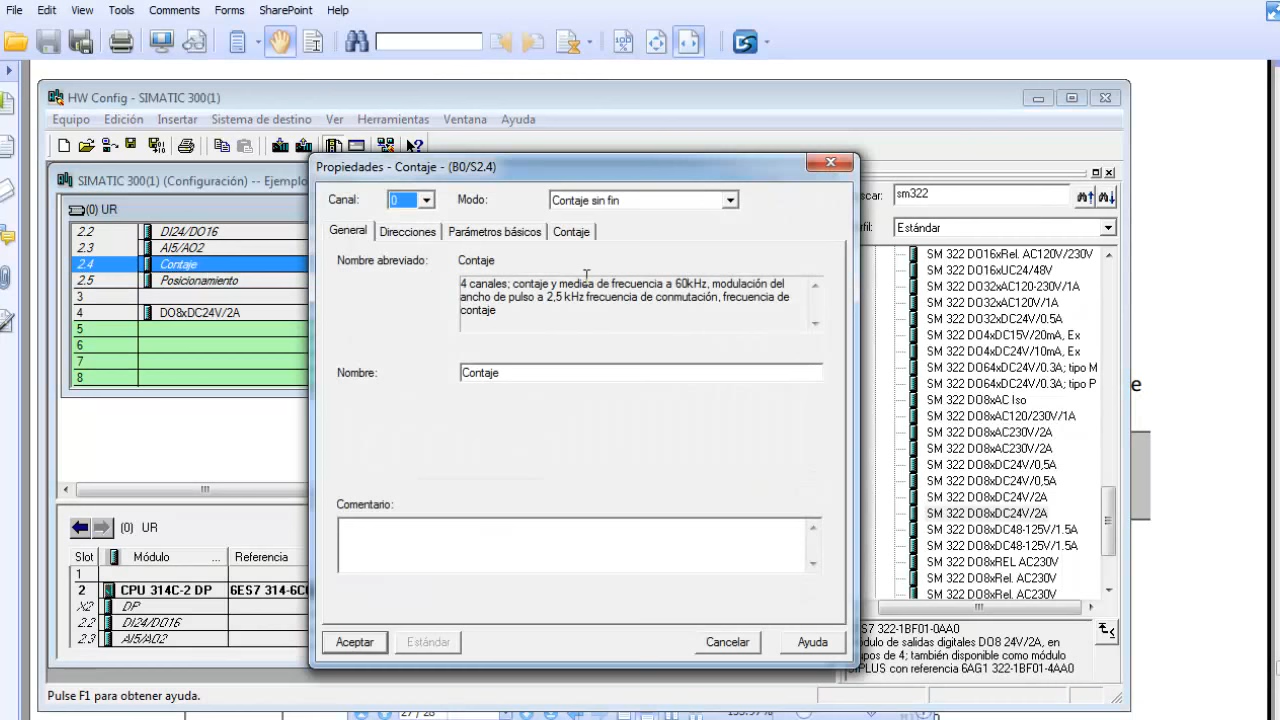 File Edit View Tools Comments Forms SharePoint Help
HW Config - SIMATIC 300(1)
Equipo Edición Insertar Sistema de destino Ver Herramientas Ventana Ayuda
SIMATIC 300(1) (Configuración) -- Ejemplo
(0) UR
2.2 DI24/DO16
2.3 AI5/AO2
2.4 Contaje
2.5 Posicionamiento
3
4 DO8xDC24V/2A
5
6
7
8
(0) UR
Slot Módulo ... Referencia
1
2 CPU 314C-2 DP 6ES7 314-6C
X2 DP
2.2 DI24/DO16
2.3 AI5/AO2
Propiedades - Contaje - (B0/S2.4)
Canal: 0 Modo: Contaje sin fin
General Direcciones Parámetros básicos Contaje
Nombre abreviado: Contaje
4 canales; contaje y medida de frecuencia a 60kHz, modulación del
ancho de pulso a 2,5 kHz frecuencia de conmutación, frecuencia de
contaje
Nombre: Contaje
Comentario:
Aceptar Estándar Cancelar Ayuda
scar: sm322
fil: Estándar
SM 322 DO16xRel. AC120V/230V
SM 322 DO16xUC24/48V
SM 322 DO32xAC120-230V/1A
SM 322 DO32xAC120V/1A
SM 322 DO32xDC24V/0.5A
SM 322 DO4xDC15V/20mA, Ex
SM 322 DO4xDC24V/10mA, Ex
SM 322 DO64xDC24V/0.3A; tipo M
SM 322 DO64xDC24V/0.3A; tipo P
SM 322 DO8xAC Iso
SM 322 DO8xAC120/230V/1A
SM 322 DO8xAC230V/2A
SM 322 DO8xAC230V/2A
SM 322 DO8xDC24V/0,5A
SM 322 DO8xDC24V/0.5A
SM 322 DO8xDC24V/2A
SM 322 DO8xDC24V/2A
SM 322 DO8xDC48-125V/1.5A
SM 322 DO8xDC48-125V/1.5A
SM 322 DO8xREL AC230V
SM 322 DO8xRel. AC230V
SM 322 DO8xRel. AC230V
S7 322-1BF01-0AA0
dulo de salidas digitales DO8 24V/2A, en
pos de 4; también disponible como módulo
SIPLUS con referencia 6AG1 322-1BF01-4AA0
e
Pulse F1 para obtener ayuda.
27 / 28